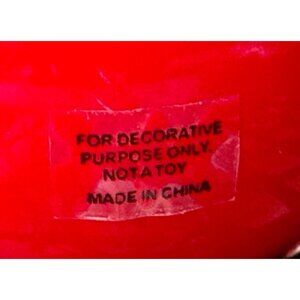 FOR DECORATIVE
PURPOSE ONLY.
NOT A TOY
MADE IN CHINA